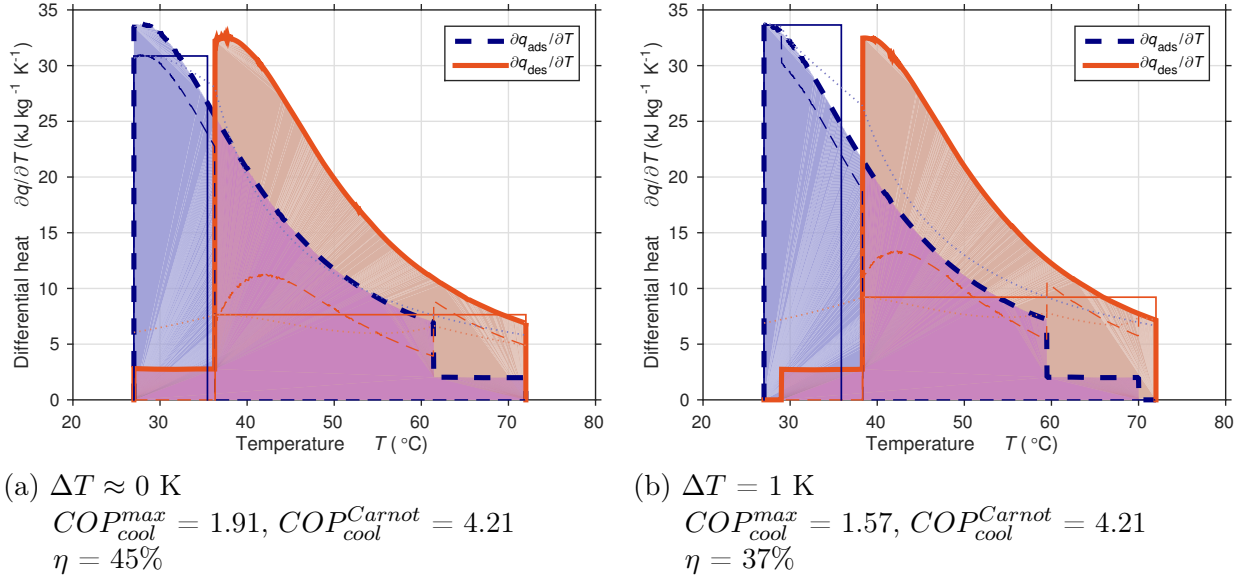 Differential heat ∂q/∂T (kJ kg⁻¹ K⁻¹)
35
30
25
20
15
10
5
0
∂q_ads/∂T
∂q_des/∂T
20 30 40 50 60 70 80
Temperature T (°C)
(a) ΔT ≈ 0 K
COP_cool^max = 1.91, COP_cool^Carnot = 4.21
η = 45%
Differential heat ∂q/∂T (kJ kg⁻¹ K⁻¹)
35
30
25
20
15
10
5
0
∂q_ads/∂T
∂q_des/∂T
20 30 40 50 60 70 80
Temperature T (°C)
(b) ΔT = 1 K
COP_cool^max = 1.57, COP_cool^Carnot = 4.21
η = 37%